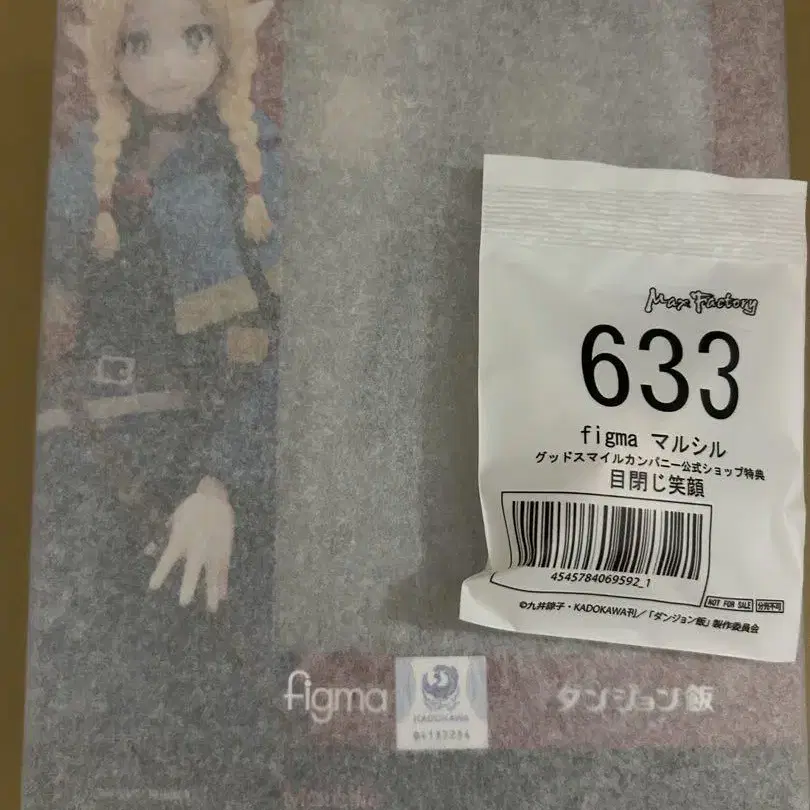 Max Factory
633
figma マルシル
グッドスマイルカンパニー公式ショップ特典
目閉じ笑顔
4545784069592_1
NOT FOR SALE 分売不可
©九井諒子・KADOKAWA刊/「ダンジョン飯」製作委員会
figma
KADOKAWA
ダンジョン飯